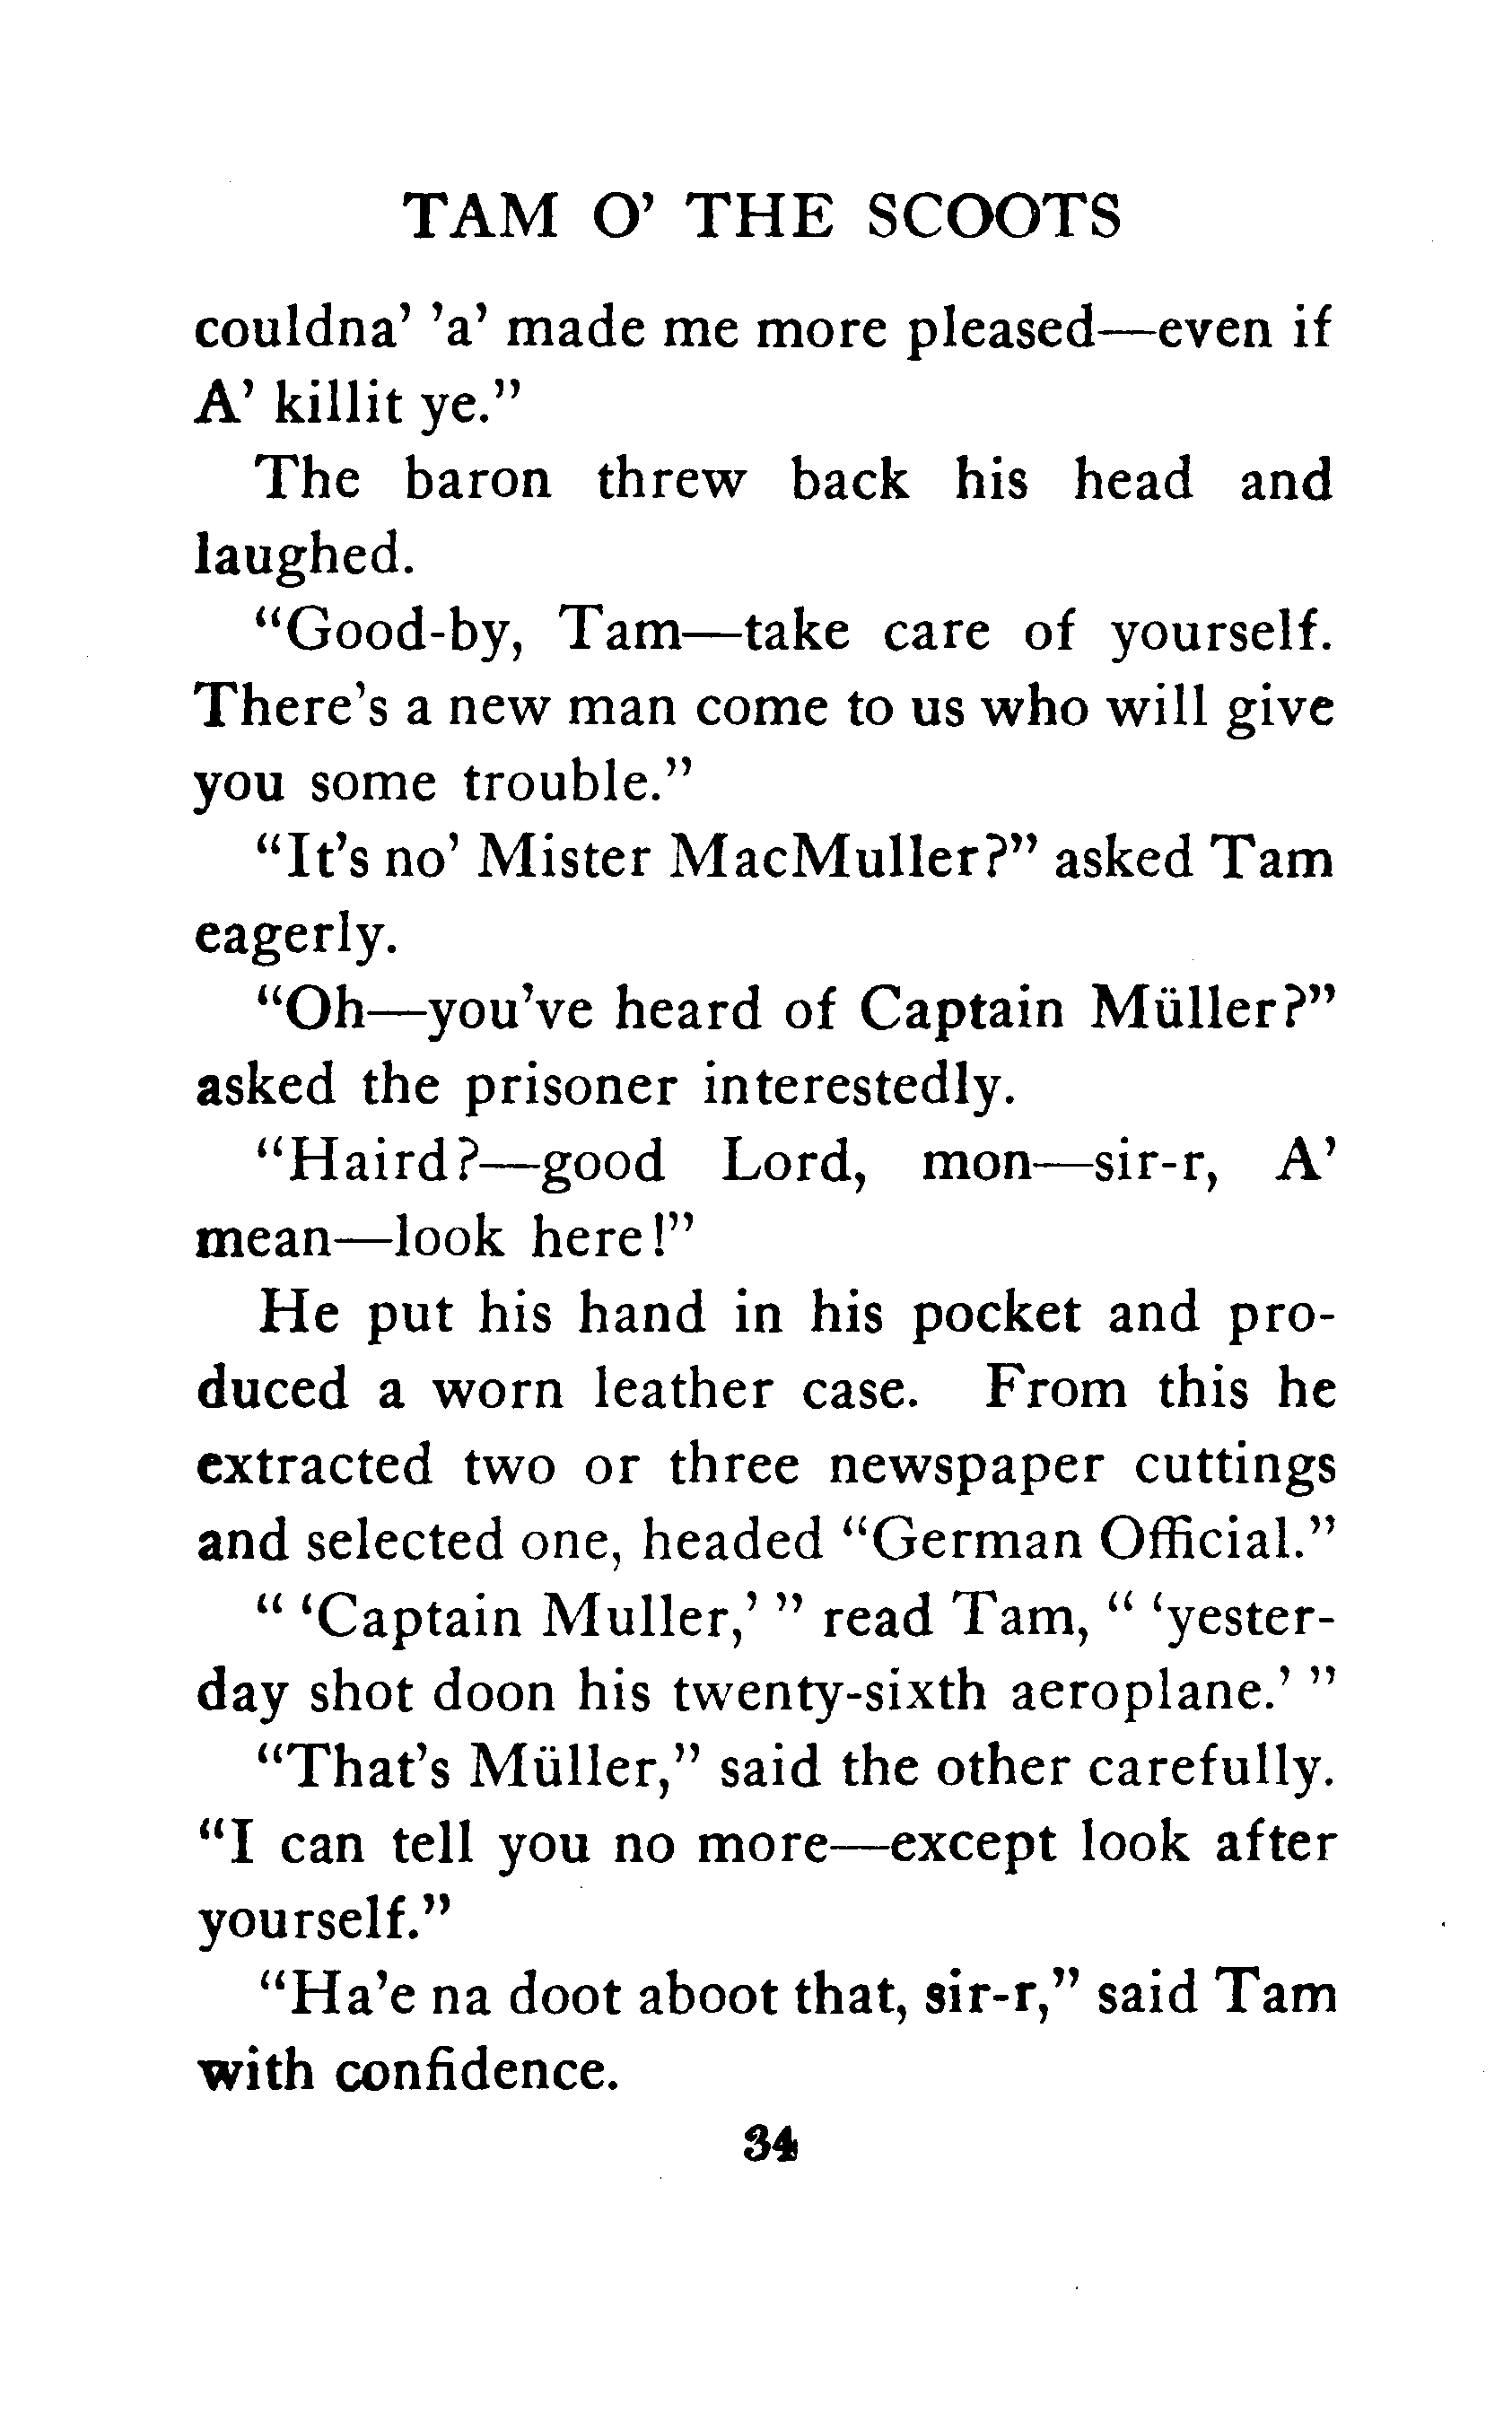 TAM O’ THE SCOOTS
couldna’ ’a’ made me more pleased—even if
A’ killit ye.”
The baron threw back his head and
laughed.
“Good-by, Tam—take care of yourself.
There’s a new man come to us who will give
you some trouble.”
“It’s no’ Mister MacMuller?” asked Tam
eagerly.
“Oh—you’ve heard of Captain Müller?”
asked the prisoner interestedly.
“Haird?—good Lord, mon—sir-r, A’
mean—look here!”
He put his hand in his pocket and pro-
duced a worn leather case. From this he
extracted two or three newspaper cuttings
and selected one, headed “German Official.”
“ ‘Captain Muller,’ ” read Tam, “ ‘yester-
day shot doon his twenty-sixth aeroplane.’ ”
“That’s Müller,” said the other carefully.
“I can tell you no more—except look after
yourself.”
“Ha’e na doot aboot that, sir-r,” said Tam
with confidence.
34